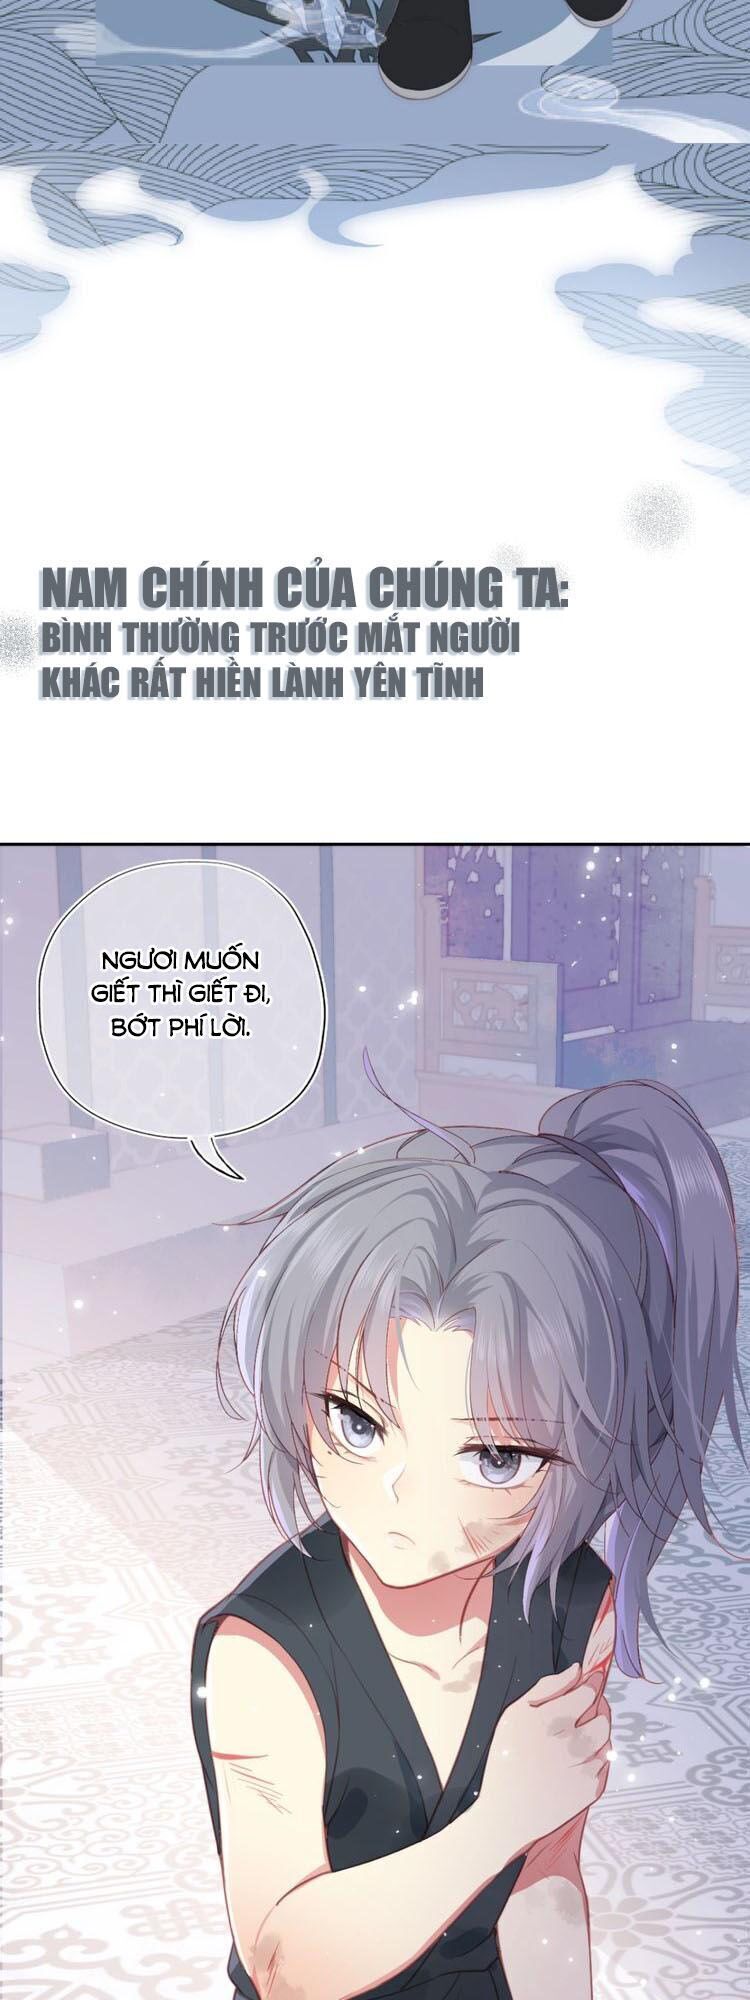 NAM CHÍNH CỦA CHÚNG TA:
BÌNH THƯỜNG TRƯỚC MẮT NGƯỜI
KHÁC RẤT HIỀN LÀNH YÊN TĨNH
NGƯƠI MUỐN
GIẾT THÌ GIẾT ĐI,
BỚT PHÍ LỜI.